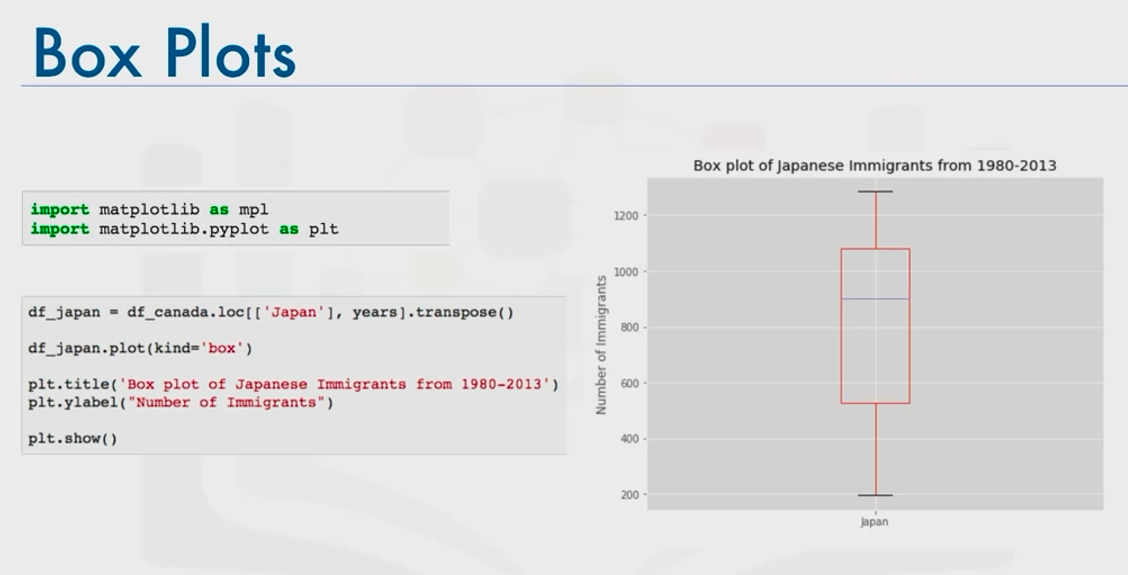 Box Plots
import matplotlib as mpl
import matplotlib.pyplot as plt
df_japan = df_canada.loc[['Japan'], years].transpose()
df_japan.plot(kind='box')
plt.title('Box plot of Japanese Immigrants from 1980-2013')
plt.ylabel("Number of Immigrants")
plt.show()
Box plot of Japanese Immigrants from 1980-2013
Number of Immigrants
1200
1000
800
600
400
200
Japan